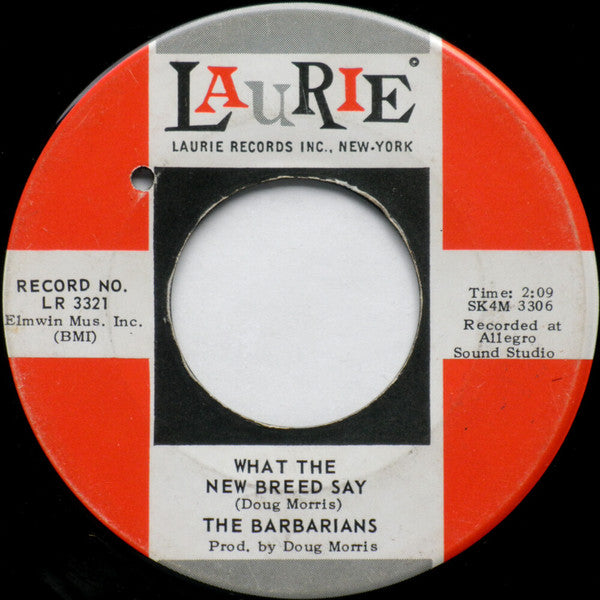 LAuRIE®
LAURIE RECORDS INC., NEW-YORK
RECORD NO.
LR 3321
Elmwin Mus. Inc.
(BMI)
Time: 2:09
SK4M 3306
Recorded at
Allegro
Sound Studio
WHAT THE
NEW BREED SAY
(Doug Morris)
THE BARBARIANS
Prod. by Doug Morris